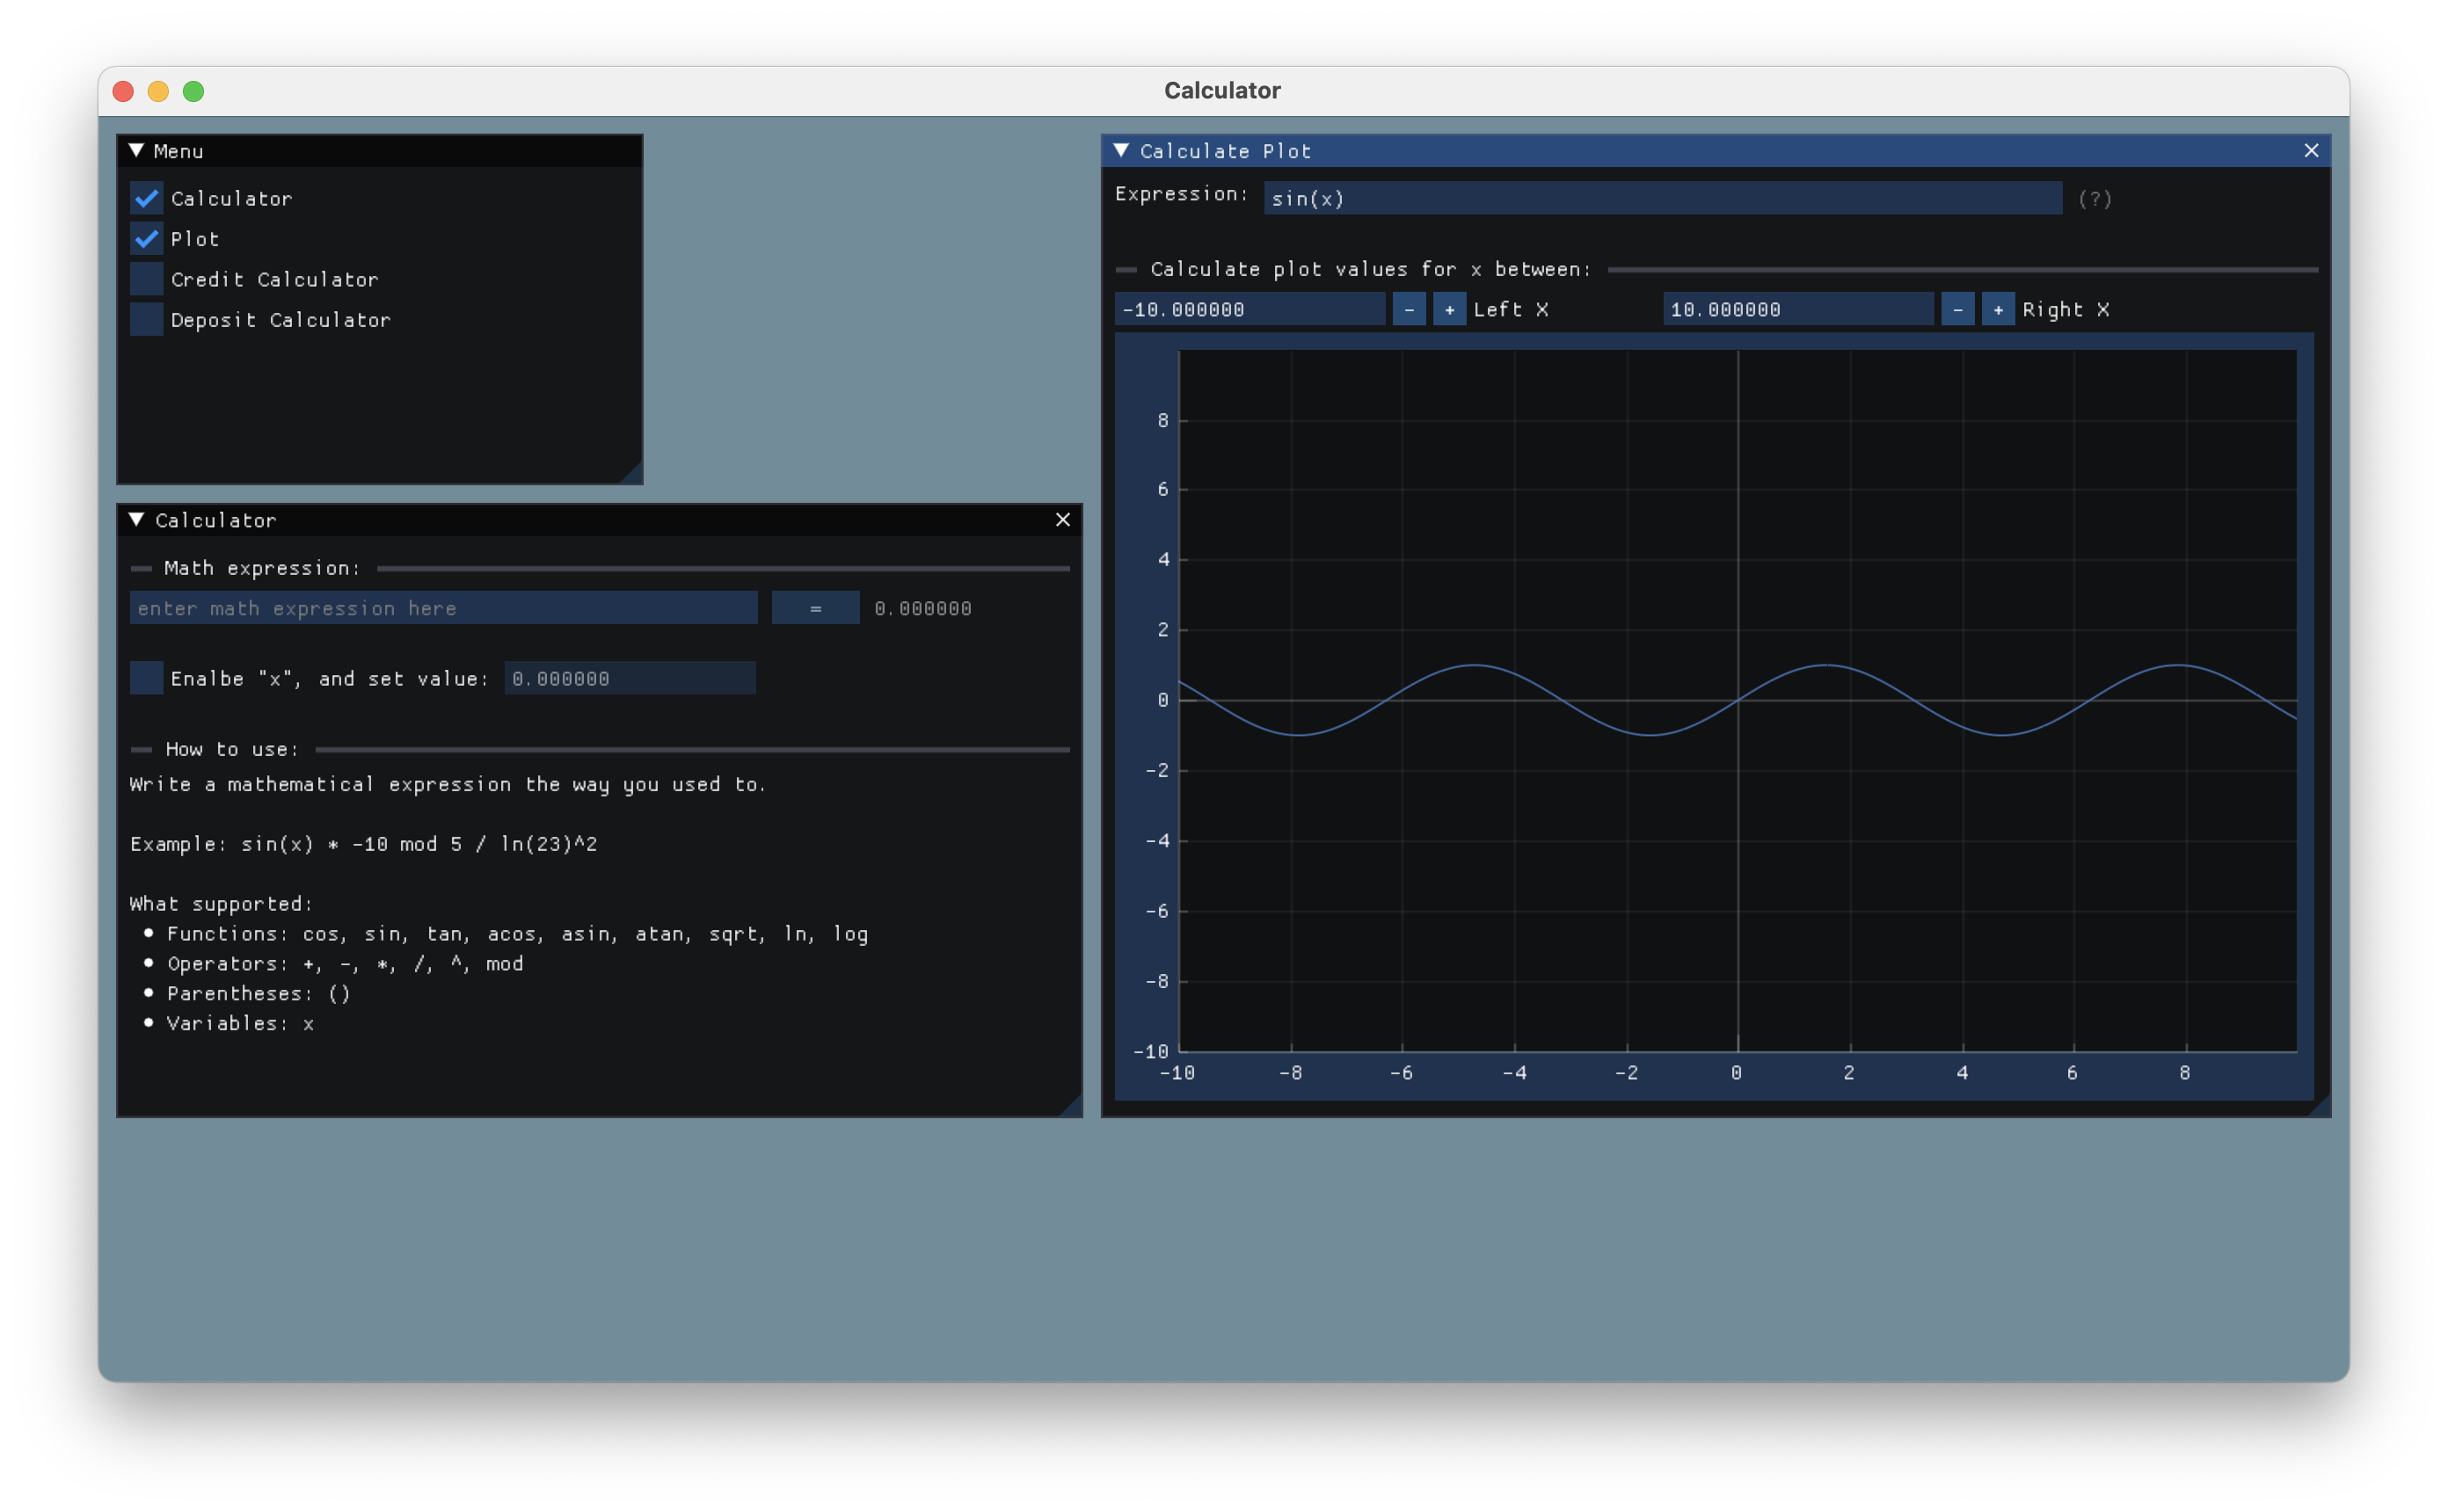 Calculator
Menu
Calculator
Plot
Credit Calculator
Deposit Calculator
Calculator
Math expression:
enter math expression here = 0.000000
Enalbe "x", and set value: 0.000000
How to use:
Write a mathematical expression the way you used to.
Example: sin(x) * -10 mod 5 / ln(23)^2
What supported:
• Functions: cos, sin, tan, acos, asin, atan, sqrt, ln, log
• Operators: +, -, *, /, ^, mod
• Parentheses: ()
• Variables: x
Calculate Plot
Expression: sin(x) (?)
Calculate plot values for x between:
-10.000000 - + Left X 10.000000 - + Right X
8
6
4
2
0
-2
-4
-6
-8
-10
-10 -8 -6 -4 -2 0 2 4 6 8